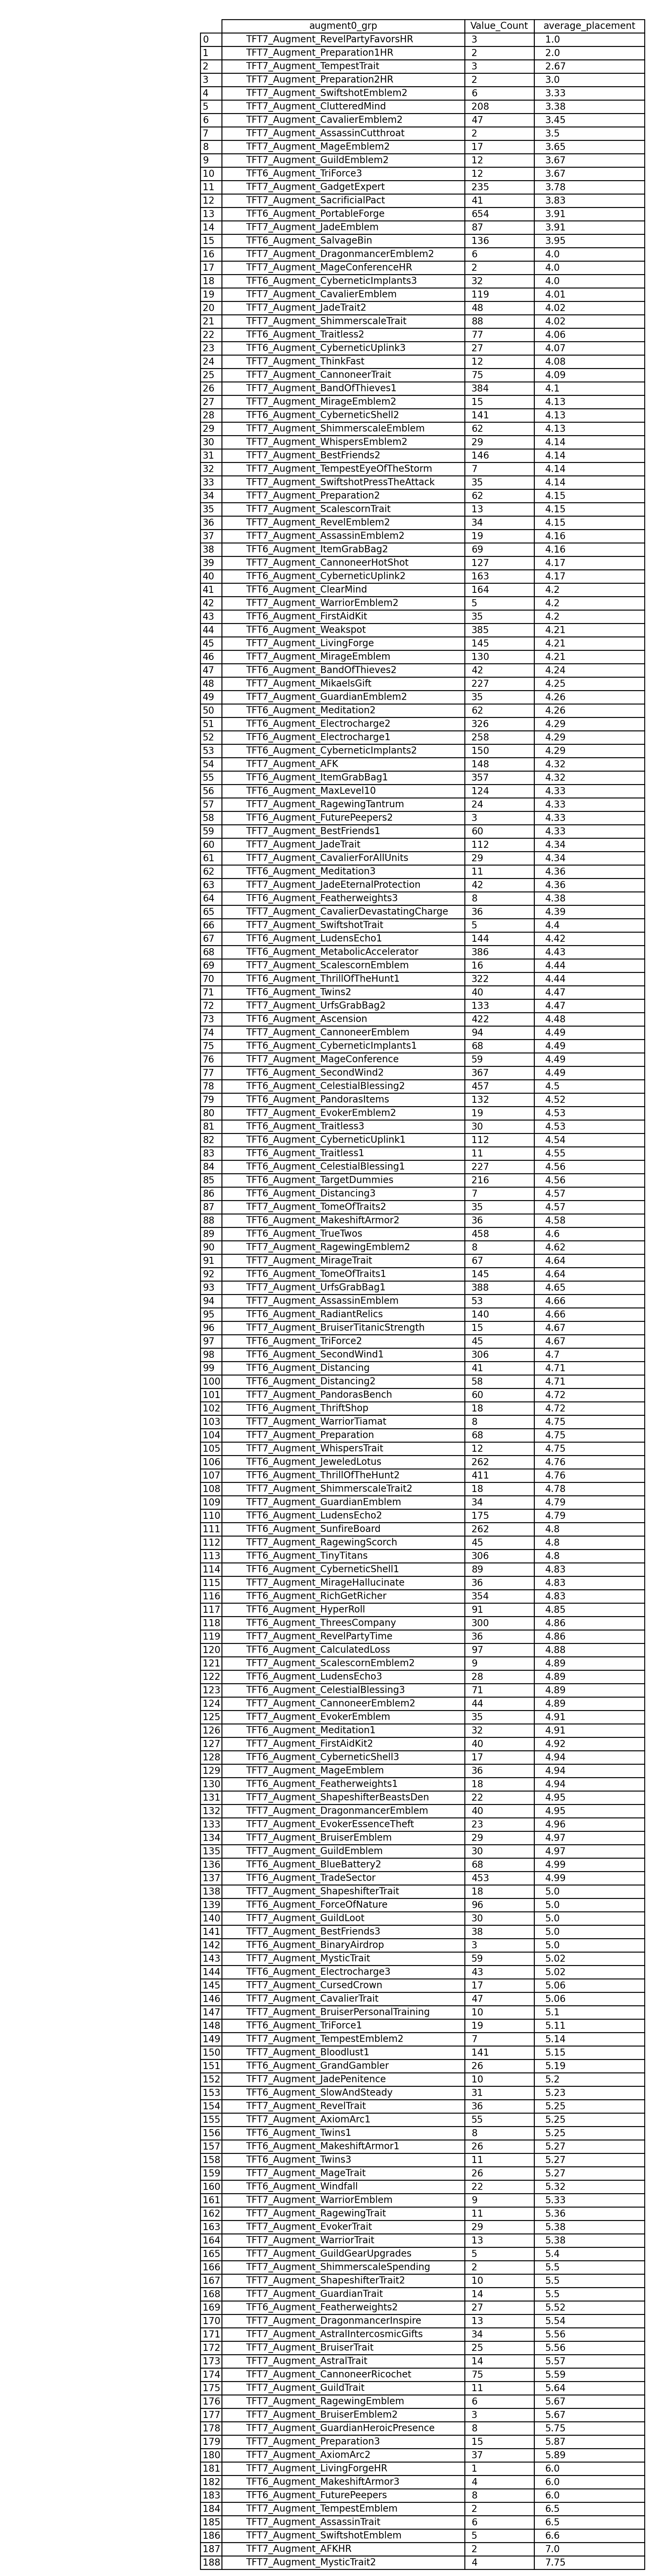 augment0_grp Value_Count average_placement
0 TFT7_Augment_RevelPartyFavorsHR 3 1.0
1 TFT7_Augment_Preparation1HR 2 2.0
2 TFT7_Augment_TempestTrait 3 2.67
3 TFT7_Augment_Preparation2HR 2 3.0
4 TFT7_Augment_SwiftshotEmblem2 6 3.33
5 TFT7_Augment_ClutteredMind 208 3.38
6 TFT7_Augment_CavalierEmblem2 47 3.45
7 TFT7_Augment_AssassinCutthroat 2 3.5
8 TFT7_Augment_MageEmblem2 17 3.65
9 TFT7_Augment_GuildEmblem2 12 3.67
10 TFT6_Augment_TriForce3 12 3.67
11 TFT7_Augment_GadgetExpert 235 3.78
12 TFT7_Augment_SacrificialPact 41 3.83
13 TFT6_Augment_PortableForge 654 3.91
14 TFT7_Augment_JadeEmblem 87 3.91
15 TFT6_Augment_SalvageBin 136 3.95
16 TFT7_Augment_DragonmancerEmblem2 6 4.0
17 TFT7_Augment_MageConferenceHR 2 4.0
18 TFT6_Augment_CyberneticImplants3 32 4.0
19 TFT7_Augment_CavalierEmblem 119 4.01
20 TFT7_Augment_JadeTrait2 48 4.02
21 TFT7_Augment_ShimmerscaleTrait 88 4.02
22 TFT6_Augment_Traitless2 77 4.06
23 TFT6_Augment_CyberneticUplink3 27 4.07
24 TFT7_Augment_ThinkFast 12 4.08
25 TFT7_Augment_CannoneerTrait 75 4.09
26 TFT7_Augment_BandOfThieves1 384 4.1
27 TFT7_Augment_MirageEmblem2 15 4.13
28 TFT6_Augment_CyberneticShell2 141 4.13
29 TFT7_Augment_ShimmerscaleEmblem 62 4.13
30 TFT7_Augment_WhispersEmblem2 29 4.14
31 TFT7_Augment_BestFriends2 146 4.14
32 TFT7_Augment_TempestEyeOfTheStorm 7 4.14
33 TFT7_Augment_SwiftshotPressTheAttack 35 4.14
34 TFT7_Augment_Preparation2 62 4.15
35 TFT7_Augment_ScalescornTrait 13 4.15
36 TFT7_Augment_RevelEmblem2 34 4.15
37 TFT7_Augment_AssassinEmblem2 19 4.16
38 TFT6_Augment_ItemGrabBag2 69 4.16
39 TFT7_Augment_CannoneerHotShot 127 4.17
40 TFT6_Augment_CyberneticUplink2 163 4.17
41 TFT6_Augment_ClearMind 164 4.2
42 TFT7_Augment_WarriorEmblem2 5 4.2
43 TFT6_Augment_FirstAidKit 35 4.2
44 TFT6_Augment_Weakspot 385 4.21
45 TFT7_Augment_LivingForge 145 4.21
46 TFT7_Augment_MirageEmblem 130 4.21
47 TFT6_Augment_BandOfThieves2 42 4.24
48 TFT7_Augment_MikaelsGift 227 4.25
49 TFT7_Augment_GuardianEmblem2 35 4.26
50 TFT6_Augment_Meditation2 62 4.26
51 TFT6_Augment_Electrocharge2 326 4.29
52 TFT6_Augment_Electrocharge1 258 4.29
53 TFT6_Augment_CyberneticImplants2 150 4.29
54 TFT7_Augment_AFK 148 4.32
55 TFT6_Augment_ItemGrabBag1 357 4.32
56 TFT6_Augment_MaxLevel10 124 4.33
57 TFT7_Augment_RagewingTantrum 24 4.33
58 TFT6_Augment_FuturePeepers2 3 4.33
59 TFT7_Augment_BestFriends1 60 4.33
60 TFT7_Augment_JadeTrait 112 4.34
61 TFT7_Augment_CavalierForAllUnits 29 4.34
62 TFT6_Augment_Meditation3 11 4.36
63 TFT7_Augment_JadeEternalProtection 42 4.36
64 TFT6_Augment_Featherweights3 8 4.38
65 TFT7_Augment_CavalierDevastatingCharge 36 4.39
66 TFT7_Augment_SwiftshotTrait 5 4.4
67 TFT6_Augment_LudensEcho1 144 4.42
68 TFT6_Augment_MetabolicAccelerator 386 4.43
69 TFT7_Augment_ScalescornEmblem 16 4.44
70 TFT6_Augment_ThrillOfTheHunt1 322 4.44
71 TFT6_Augment_Twins2 40 4.47
72 TFT7_Augment_UrfsGrabBag2 133 4.47
73 TFT6_Augment_Ascension 422 4.48
74 TFT7_Augment_CannoneerEmblem 94 4.49
75 TFT6_Augment_CyberneticImplants1 68 4.49
76 TFT7_Augment_MageConference 59 4.49
77 TFT6_Augment_SecondWind2 367 4.49
78 TFT6_Augment_CelestialBlessing2 457 4.5
79 TFT6_Augment_PandorasItems 132 4.52
80 TFT7_Augment_EvokerEmblem2 19 4.53
81 TFT6_Augment_Traitless3 30 4.53
82 TFT6_Augment_CyberneticUplink1 112 4.54
83 TFT6_Augment_Traitless1 11 4.55
84 TFT6_Augment_CelestialBlessing1 227 4.56
85 TFT6_Augment_TargetDummies 216 4.56
86 TFT6_Augment_Distancing3 7 4.57
87 TFT7_Augment_TomeOfTraits2 35 4.57
88 TFT6_Augment_MakeshiftArmor2 36 4.58
89 TFT6_Augment_TrueTwos 458 4.6
90 TFT7_Augment_RagewingEmblem2 8 4.62
91 TFT7_Augment_MirageTrait 67 4.64
92 TFT6_Augment_TomeOfTraits1 145 4.64
93 TFT7_Augment_UrfsGrabBag1 388 4.65
94 TFT7_Augment_AssassinEmblem 53 4.66
95 TFT6_Augment_RadiantRelics 140 4.66
96 TFT7_Augment_BruiserTitanicStrength 15 4.67
97 TFT6_Augment_TriForce2 45 4.67
98 TFT6_Augment_SecondWind1 306 4.7
99 TFT6_Augment_Distancing 41 4.71
100 TFT6_Augment_Distancing2 58 4.71
101 TFT7_Augment_PandorasBench 60 4.72
102 TFT6_Augment_ThriftShop 18 4.72
103 TFT7_Augment_WarriorTiamat 8 4.75
104 TFT7_Augment_Preparation 68 4.75
105 TFT7_Augment_WhispersTrait 12 4.75
106 TFT6_Augment_JeweledLotus 262 4.76
107 TFT6_Augment_ThrillOfTheHunt2 411 4.76
108 TFT7_Augment_ShimmerscaleTrait2 18 4.78
109 TFT7_Augment_GuardianEmblem 34 4.79
110 TFT6_Augment_LudensEcho2 175 4.79
111 TFT6_Augment_SunfireBoard 262 4.8
112 TFT7_Augment_RagewingScorch 45 4.8
113 TFT6_Augment_TinyTitans 306 4.8
114 TFT6_Augment_CyberneticShell1 89 4.83
115 TFT7_Augment_MirageHallucinate 36 4.83
116 TFT7_Augment_RichGetRicher 354 4.83
117 TFT6_Augment_HyperRoll 91 4.85
118 TFT6_Augment_ThreesCompany 300 4.86
119 TFT7_Augment_RevelPartyTime 36 4.86
120 TFT6_Augment_CalculatedLoss 97 4.88
121 TFT7_Augment_ScalescornEmblem2 9 4.89
122 TFT6_Augment_LudensEcho3 28 4.89
123 TFT6_Augment_CelestialBlessing3 71 4.89
124 TFT7_Augment_CannoneerEmblem2 44 4.89
125 TFT7_Augment_EvokerEmblem 35 4.91
126 TFT6_Augment_Meditation1 32 4.91
127 TFT7_Augment_FirstAidKit2 40 4.92
128 TFT6_Augment_CyberneticShell3 17 4.94
129 TFT7_Augment_MageEmblem 36 4.94
130 TFT6_Augment_Featherweights1 18 4.94
131 TFT7_Augment_ShapeshifterBeastsDen 22 4.95
132 TFT7_Augment_DragonmancerEmblem 40 4.95
133 TFT7_Augment_EvokerEssenceTheft 23 4.96
134 TFT7_Augment_BruiserEmblem 29 4.97
135 TFT7_Augment_GuildEmblem 30 4.97
136 TFT6_Augment_BlueBattery2 68 4.99
137 TFT6_Augment_TradeSector 453 4.99
138 TFT7_Augment_ShapeshifterTrait 18 5.0
139 TFT6_Augment_ForceOfNature 96 5.0
140 TFT7_Augment_GuildLoot 30 5.0
141 TFT7_Augment_BestFriends3 38 5.0
142 TFT6_Augment_BinaryAirdrop 3 5.0
143 TFT7_Augment_MysticTrait 59 5.02
144 TFT6_Augment_Electrocharge3 43 5.02
145 TFT7_Augment_CursedCrown 17 5.06
146 TFT7_Augment_CavalierTrait 47 5.06
147 TFT7_Augment_BruiserPersonalTraining 10 5.1
148 TFT6_Augment_TriForce1 19 5.11
149 TFT7_Augment_TempestEmblem2 7 5.14
150 TFT7_Augment_Bloodlust1 141 5.15
151 TFT6_Augment_GrandGambler 26 5.19
152 TFT7_Augment_JadePenitence 10 5.2
153 TFT6_Augment_SlowAndSteady 31 5.23
154 TFT7_Augment_RevelTrait 36 5.25
155 TFT7_Augment_AxiomArc1 55 5.25
156 TFT6_Augment_Twins1 8 5.25
157 TFT6_Augment_MakeshiftArmor1 26 5.27
158 TFT6_Augment_Twins3 11 5.27
159 TFT7_Augment_MageTrait 26 5.27
160 TFT6_Augment_Windfall 22 5.32
161 TFT7_Augment_WarriorEmblem 9 5.33
162 TFT7_Augment_RagewingTrait 11 5.36
163 TFT7_Augment_EvokerTrait 29 5.38
164 TFT7_Augment_WarriorTrait 13 5.38
165 TFT7_Augment_GuildGearUpgrades 5 5.4
166 TFT7_Augment_ShimmerscaleSpending 2 5.5
167 TFT7_Augment_ShapeshifterTrait2 10 5.5
168 TFT7_Augment_GuardianTrait 14 5.5
169 TFT6_Augment_Featherweights2 27 5.52
170 TFT7_Augment_DragonmancerInspire 13 5.54
171 TFT7_Augment_AstralIntercosmicGifts 34 5.56
172 TFT7_Augment_BruiserTrait 25 5.56
173 TFT7_Augment_AstralTrait 14 5.57
174 TFT7_Augment_CannoneerRicochet 75 5.59
175 TFT7_Augment_GuildTrait 11 5.64
176 TFT7_Augment_RagewingEmblem 6 5.67
177 TFT7_Augment_BruiserEmblem2 3 5.67
178 TFT7_Augment_GuardianHeroicPresence 8 5.75
179 TFT7_Augment_Preparation3 15 5.87
180 TFT7_Augment_AxiomArc2 37 5.89
181 TFT7_Augment_LivingForgeHR 1 6.0
182 TFT6_Augment_MakeshiftArmor3 4 6.0
183 TFT6_Augment_FuturePeepers 8 6.0
184 TFT7_Augment_TempestEmblem 2 6.5
185 TFT7_Augment_AssassinTrait 6 6.5
186 TFT7_Augment_SwiftshotEmblem 5 6.6
187 TFT7_Augment_AFKHR 2 7.0
188 TFT7_Augment_MysticTrait2 4 7.75